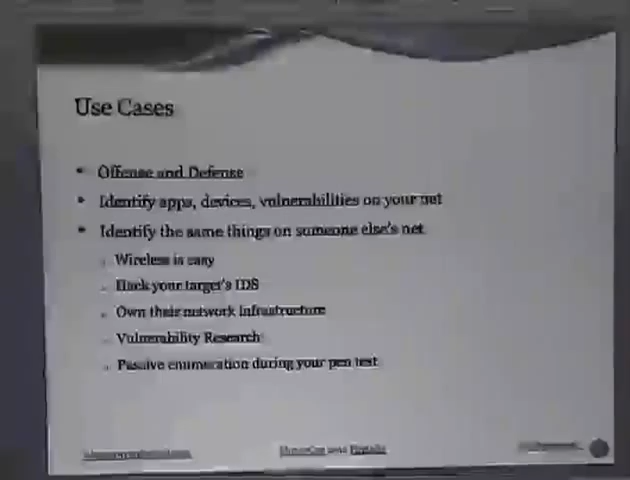 Use Cases
Offense and Defense
Identify apps, devices, vulnerabilities on your net
Identify the same things on someone else's net
Wireless is easy
Hack your target's IDS
Own their network infrastructure
Vulnerability Research
Passive enumeration during your pen test